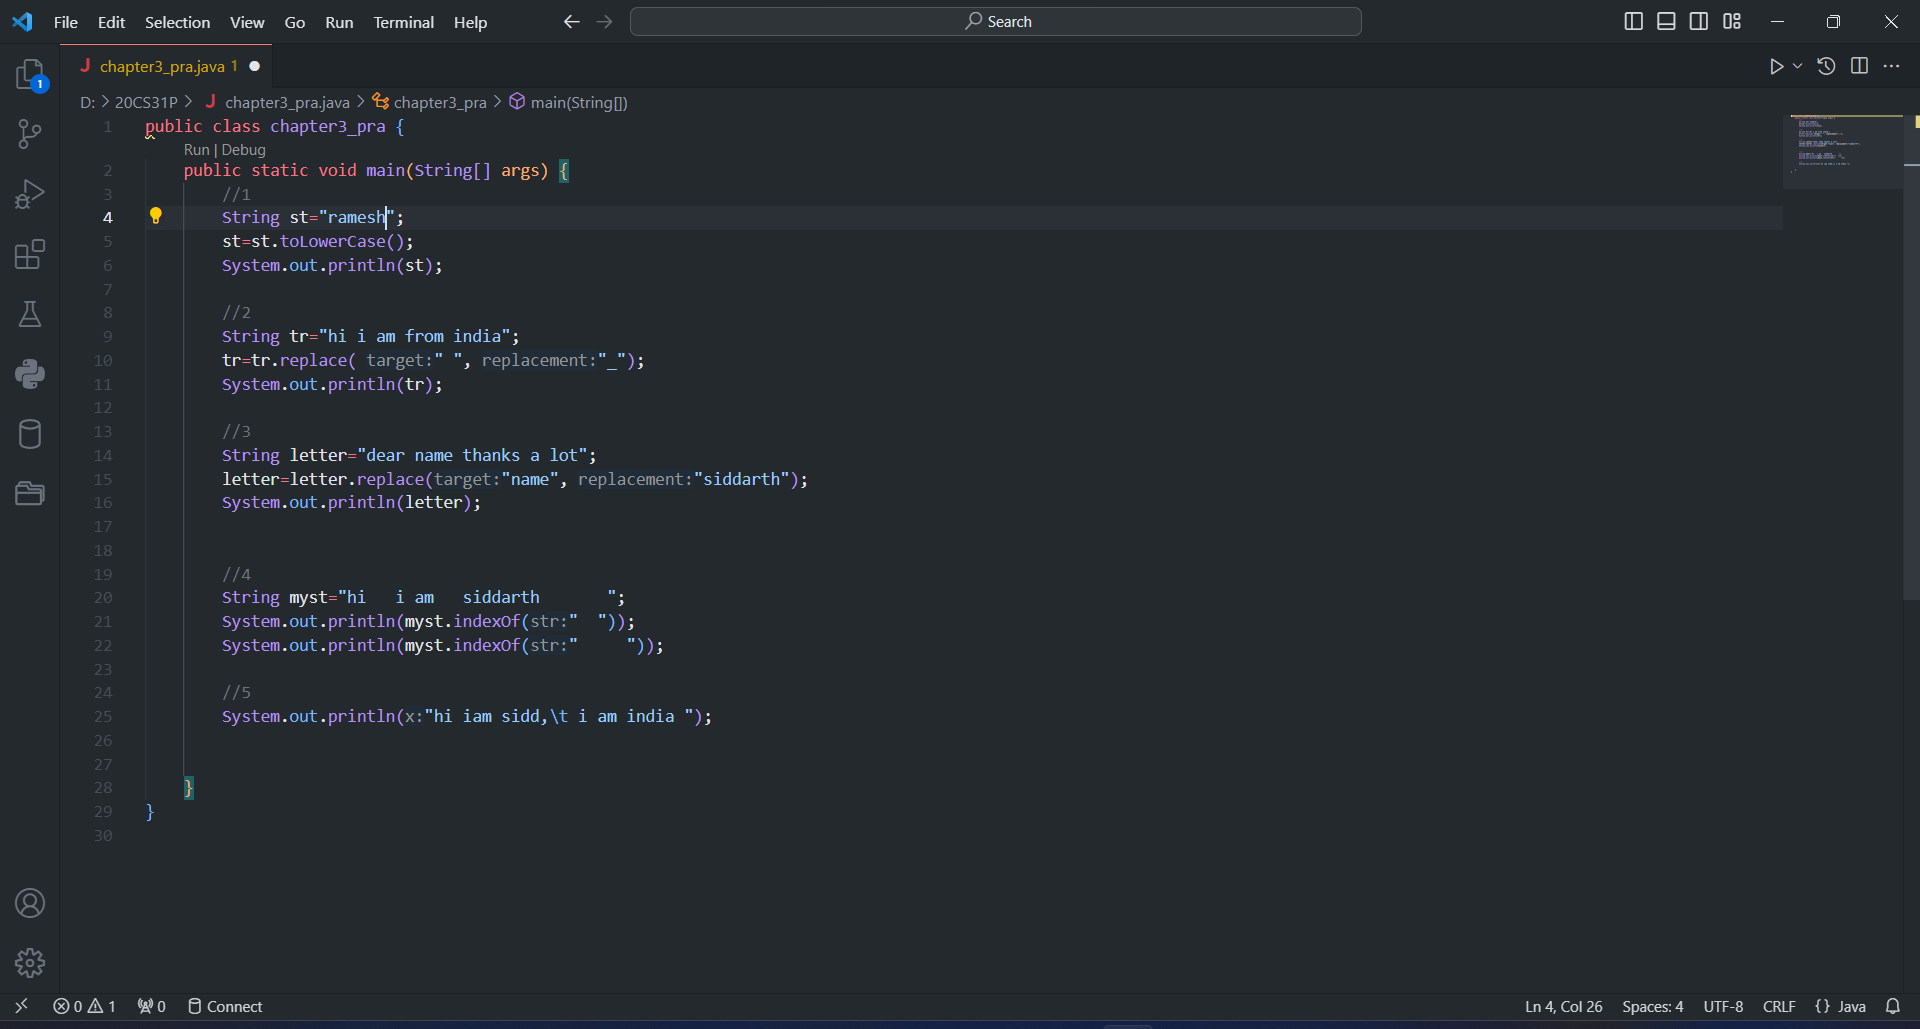 File Edit Selection View Go Run Terminal Help Search
J chapter3_pra.java 1
D: > 20CS31P > J chapter3_pra.java > chapter3_pra > main(String[])
1 public class chapter3_pra {
Run | Debug
2     public static void main(String[] args) {
3         //1
4         String st="ramesh";
5         st=st.toLowerCase();
6         System.out.println(st);
7
8         //2
9         String tr="hi i am from india";
10         tr=tr.replace( target:" ", replacement:"_");
11         System.out.println(tr);
12
13         //3
14         String letter="dear name thanks a lot";
15         letter=letter.replace(target:"name", replacement:"siddarth");
16         System.out.println(letter);
17
18
19         //4
20         String myst="hi   i am   siddarth       ";
21         System.out.println(myst.indexOf(str:"  "));
22         System.out.println(myst.indexOf(str:"     "));
23
24         //5
25         System.out.println(x:"hi iam sidd,\t i am india ");
26
27
28     }
29 }
30
1
0 1 0 Connect Ln 4, Col 26 Spaces: 4 UTF-8 CRLF {} Java